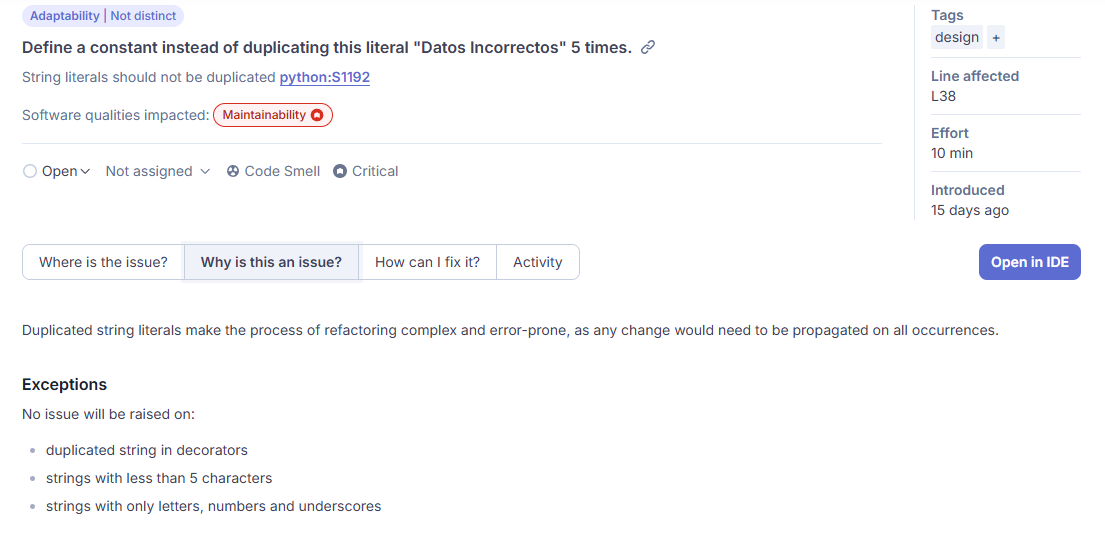 Adaptability | Not distinct
Define a constant instead of duplicating this literal "Datos Incorrectos" 5 times.
String literals should not be duplicated python:S1192
Software qualities impacted: Maintainability
Open Not assigned Code Smell Critical
Tags
design +
Line affected
L38
Effort
10 min
Introduced
15 days ago
Where is the issue? Why is this an issue? How can I fix it? Activity
Open in IDE
Duplicated string literals make the process of refactoring complex and error-prone, as any change would need to be propagated on all occurrences.
Exceptions
No issue will be raised on:
duplicated string in decorators
strings with less than 5 characters
strings with only letters, numbers and underscores